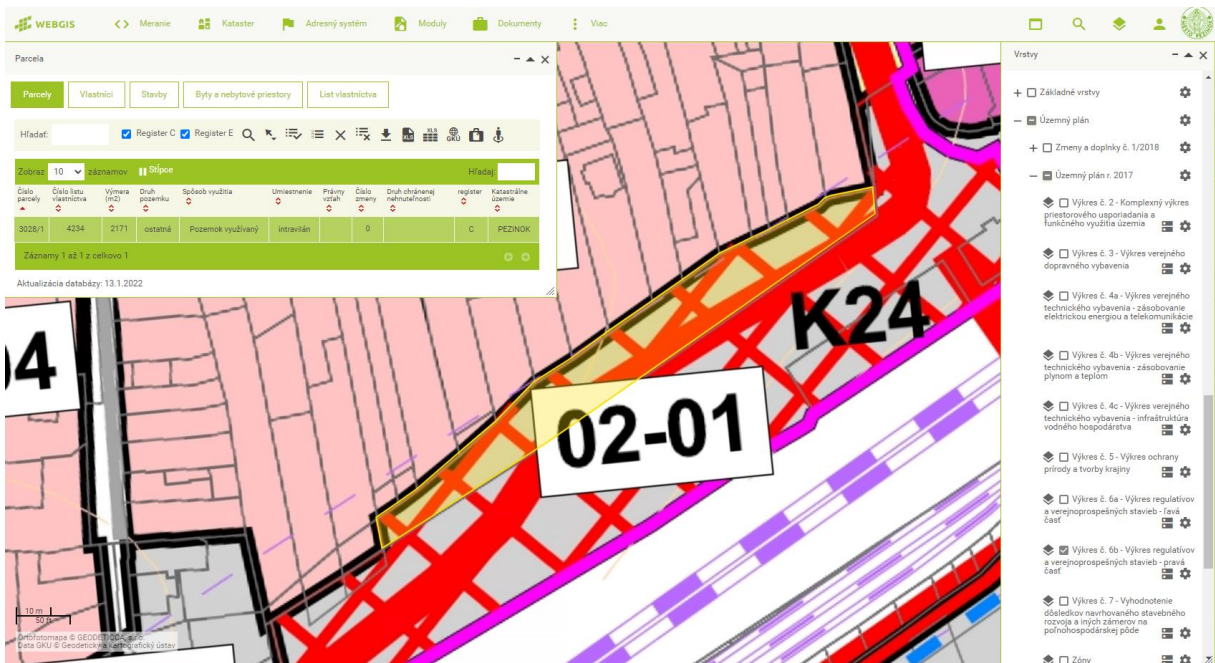 WEBGIS
Meranie
Kataster
Adresný systém
Moduly
Dokumenty
Viac
Parcela
Parcely
Vlastníci
Stavby
Byty a nebytové priestory
List vlastníctva
Hľadať:
Register C
Register E
XLS
XLS
GKU
Zobraz 10 záznamov
Stĺpce
Hľadaj:
Číslo parcely
Číslo listu vlastníctva
Výmera (m2)
Druh pozemku
Spôsob využitia
Umiestnenie
Právny vzťah
Číslo zmeny
Druh chránenej nehnuteľnosti
register
Katastrálne územie
3028/1 4234 2171 ostatná Pozemok využívaný intravilán 0 C PEZINOK
Záznamy 1 až 1 z celkovo 1
Aktualizácia databázy: 13.1.2022
04
K24
02-01
10 m
50 ft
Ortofotomapa © GEODETICCA, s.r.o.
Data GKU © Geodetický a kartografický ústav
Vrstvy
Základné vrstvy
Územný plán
Zmeny a doplnky č. 1/2018
Územný plán r. 2017
Výkres č. 2 - Komplexný výkres
priestorového usporiadania a
funkčného využitia územia
Výkres č. 3 - Výkres verejného
dopravného vybavenia
Výkres č. 4a - Výkres verejného
technického vybavenia - zásobovanie
elektrickou energiou a telekomunikácie
Výkres č. 4b - Výkres verejného
technického vybavenia - zásobovanie
plynom a teplom
Výkres č. 4c - Výkres verejného
technického vybavenia - infraštruktúra
vodného hospodárstva
Výkres č. 5 - Výkres ochrany
prírody a tvorby krajiny
Výkres č. 6a - Výkres regulatívov
a verejnoprospešných stavieb - ľavá
časť
Výkres č. 6b - Výkres regulatívov
a verejnoprospešných stavieb - pravá
časť
Výkres č. 7 - Vyhodnotenie
dôsledkov navrhovaného stavebného
rozvoja a iných zámerov na
poľnohospodárskej pôde
Zóny